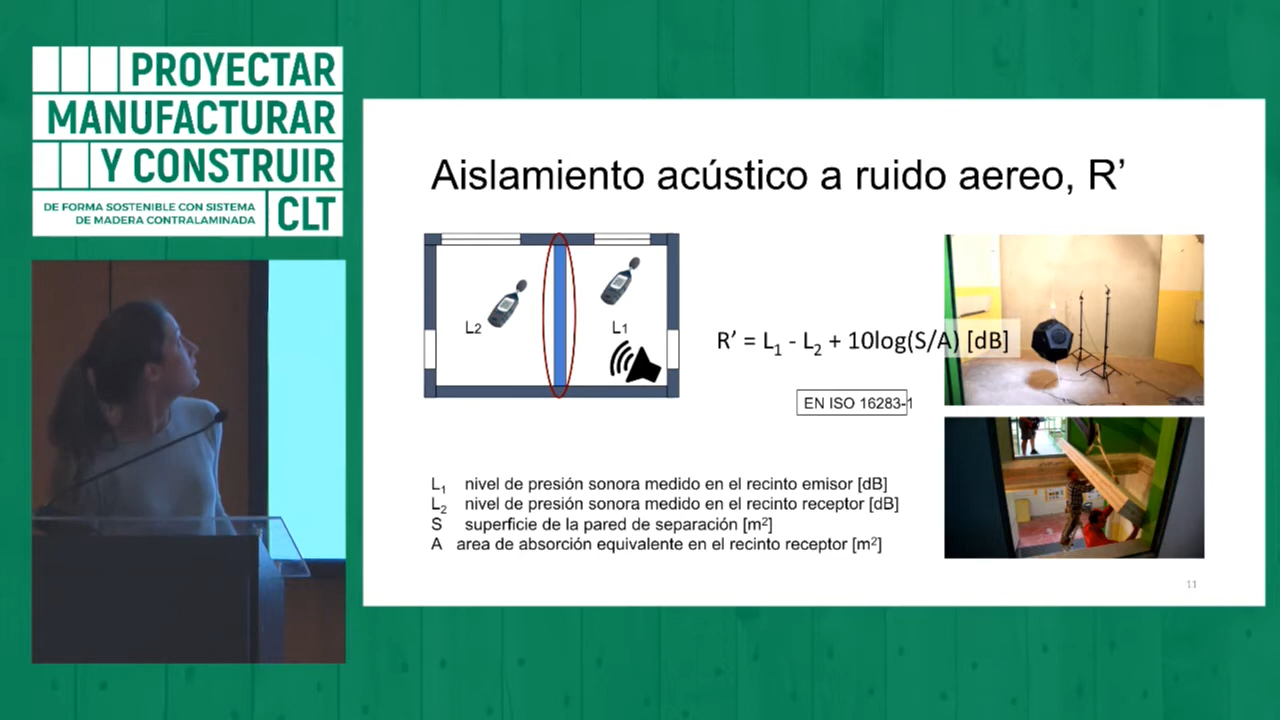 PROYECTAR
MANUFACTURAR
Y CONSTRUIR
DE FORMA SOSTENIBLE CON SISTEMA
DE MADERA CONTRALAMINADA
CLT
Aislamiento acústico a ruido aereo, R’
L2
L1
R’ = L1 - L2 + 10log(S/A) [dB]
EN ISO 16283-1
L1 nivel de presión sonora medido en el recinto emisor [dB]
L2 nivel de presión sonora medido en el recinto receptor [dB]
S superficie de la pared de separación [m²]
A area de absorción equivalente en el recinto receptor [m²]
11